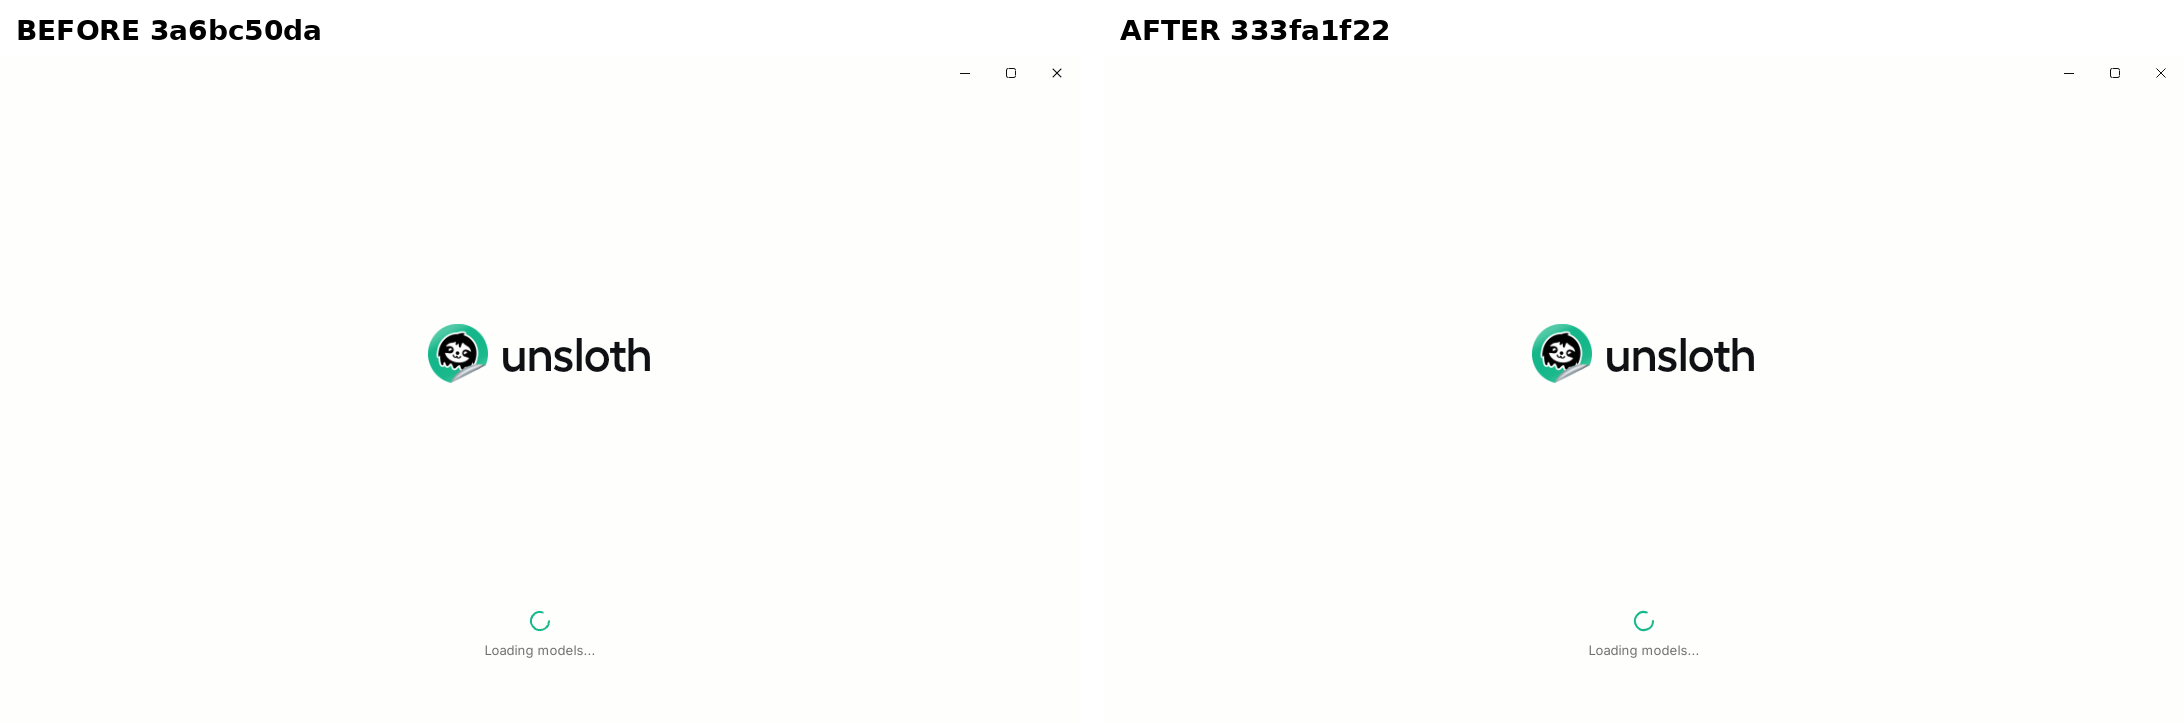 BEFORE 3a6bc50da
AFTER 333fa1f22
unsloth
unsloth
Loading models...
Loading models...